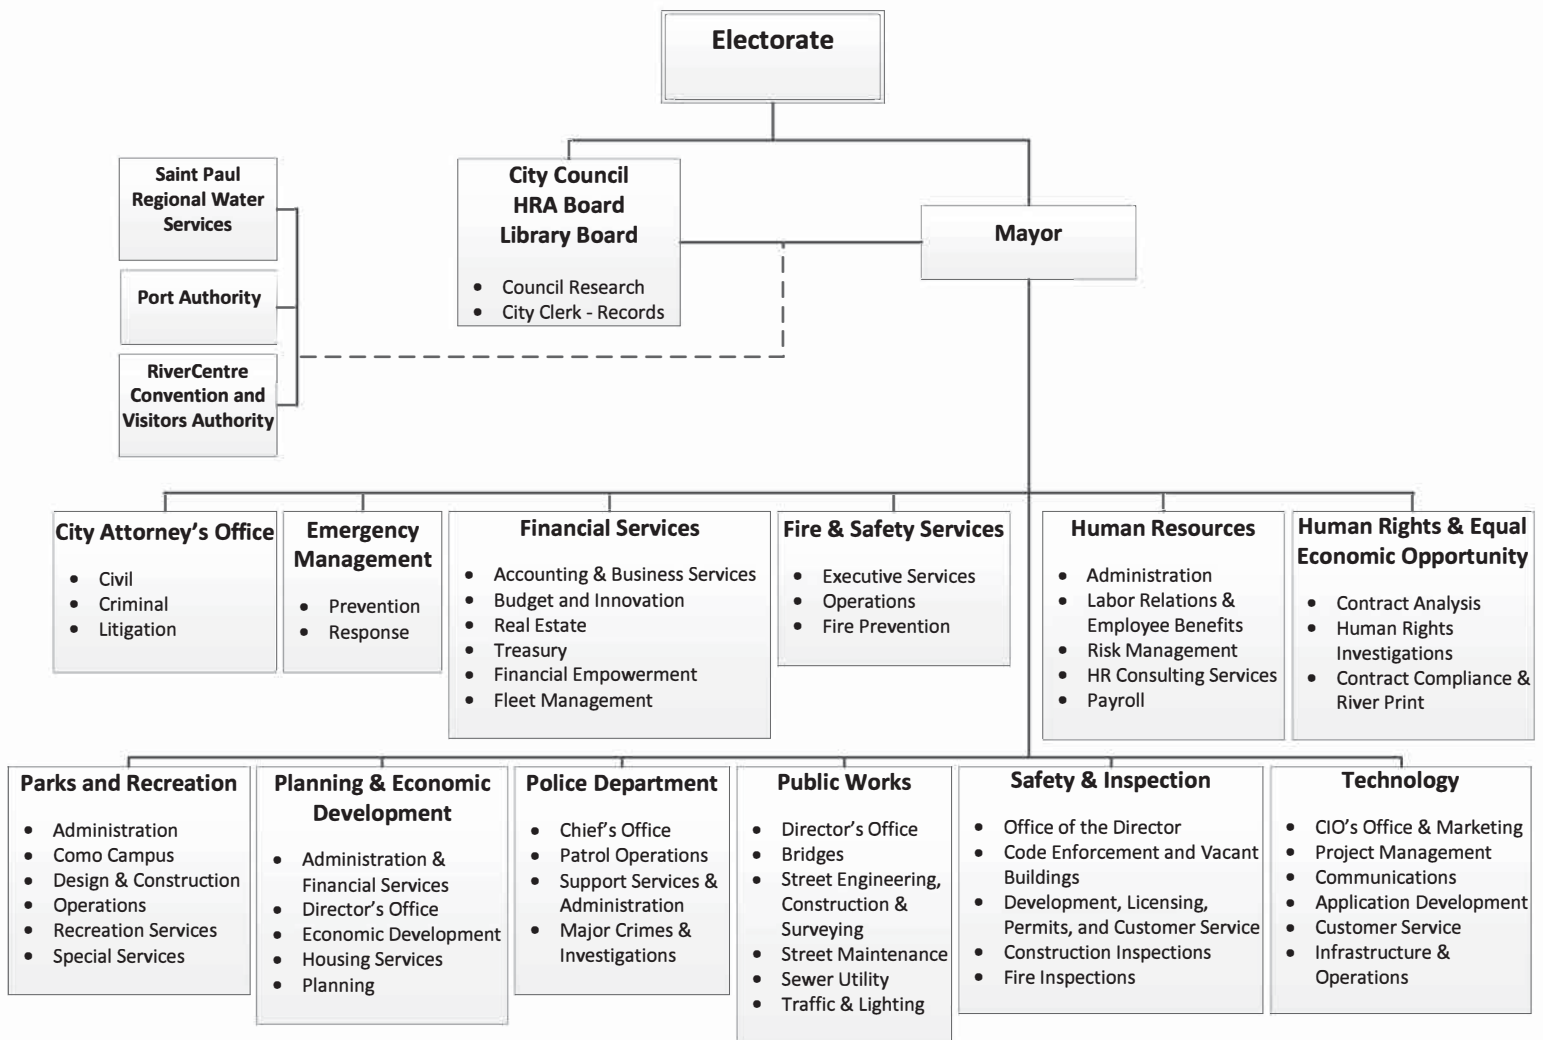 Electorate
Saint Paul
Regional Water
Services
Port Authority
RiverCentre
Convention and
Visitors Authority
City Council
HRA Board
Library Board
• Council Research
• City Clerk - Records
Mayor
City Attorney's Office
• Civil
• Criminal
• Litigation
Emergency
Management
• Prevention
• Response
Financial Services
• Accounting & Business Services
• Budget and Innovation
• Real Estate
• Treasury
• Financial Empowerment
• Fleet Management
Fire & Safety Services
• Executive Services
• Operations
• Fire Prevention
Human Resources
• Administration
• Labor Relations &
Employee Benefits
• Risk Management
• HR Consulting Services
• Payroll
Human Rights & Equal
Economic Opportunity
• Contract Analysis
• Human Rights
Investigations
• Contract Compliance &
River Print
Parks and Recreation
• Administration
• Como Campus
• Design & Construction
• Operations
• Recreation Services
• Special Services
Planning & Economic
Development
• Administration &
Financial Services
• Director's Office
• Economic Development
• Housing Services
• Planning
Police Department
• Chief's Office
• Patrol Operations
• Support Services &
Administration
• Major Crimes &
Investigations
Public Works
• Director's Office
• Bridges
• Street Engineering,
Construction &
Surveying
• Street Maintenance
• Sewer Utility
• Traffic & Lighting
Safety & Inspection
• Office of the Director
• Code Enforcement and Vacant
Buildings
• Development, Licensing,
Permits, and Customer Service
• Construction Inspections
• Fire Inspections
Technology
• CIO's Office & Marketing
• Project Management
• Communications
• Application Development
• Customer Service
• Infrastructure &
Operations